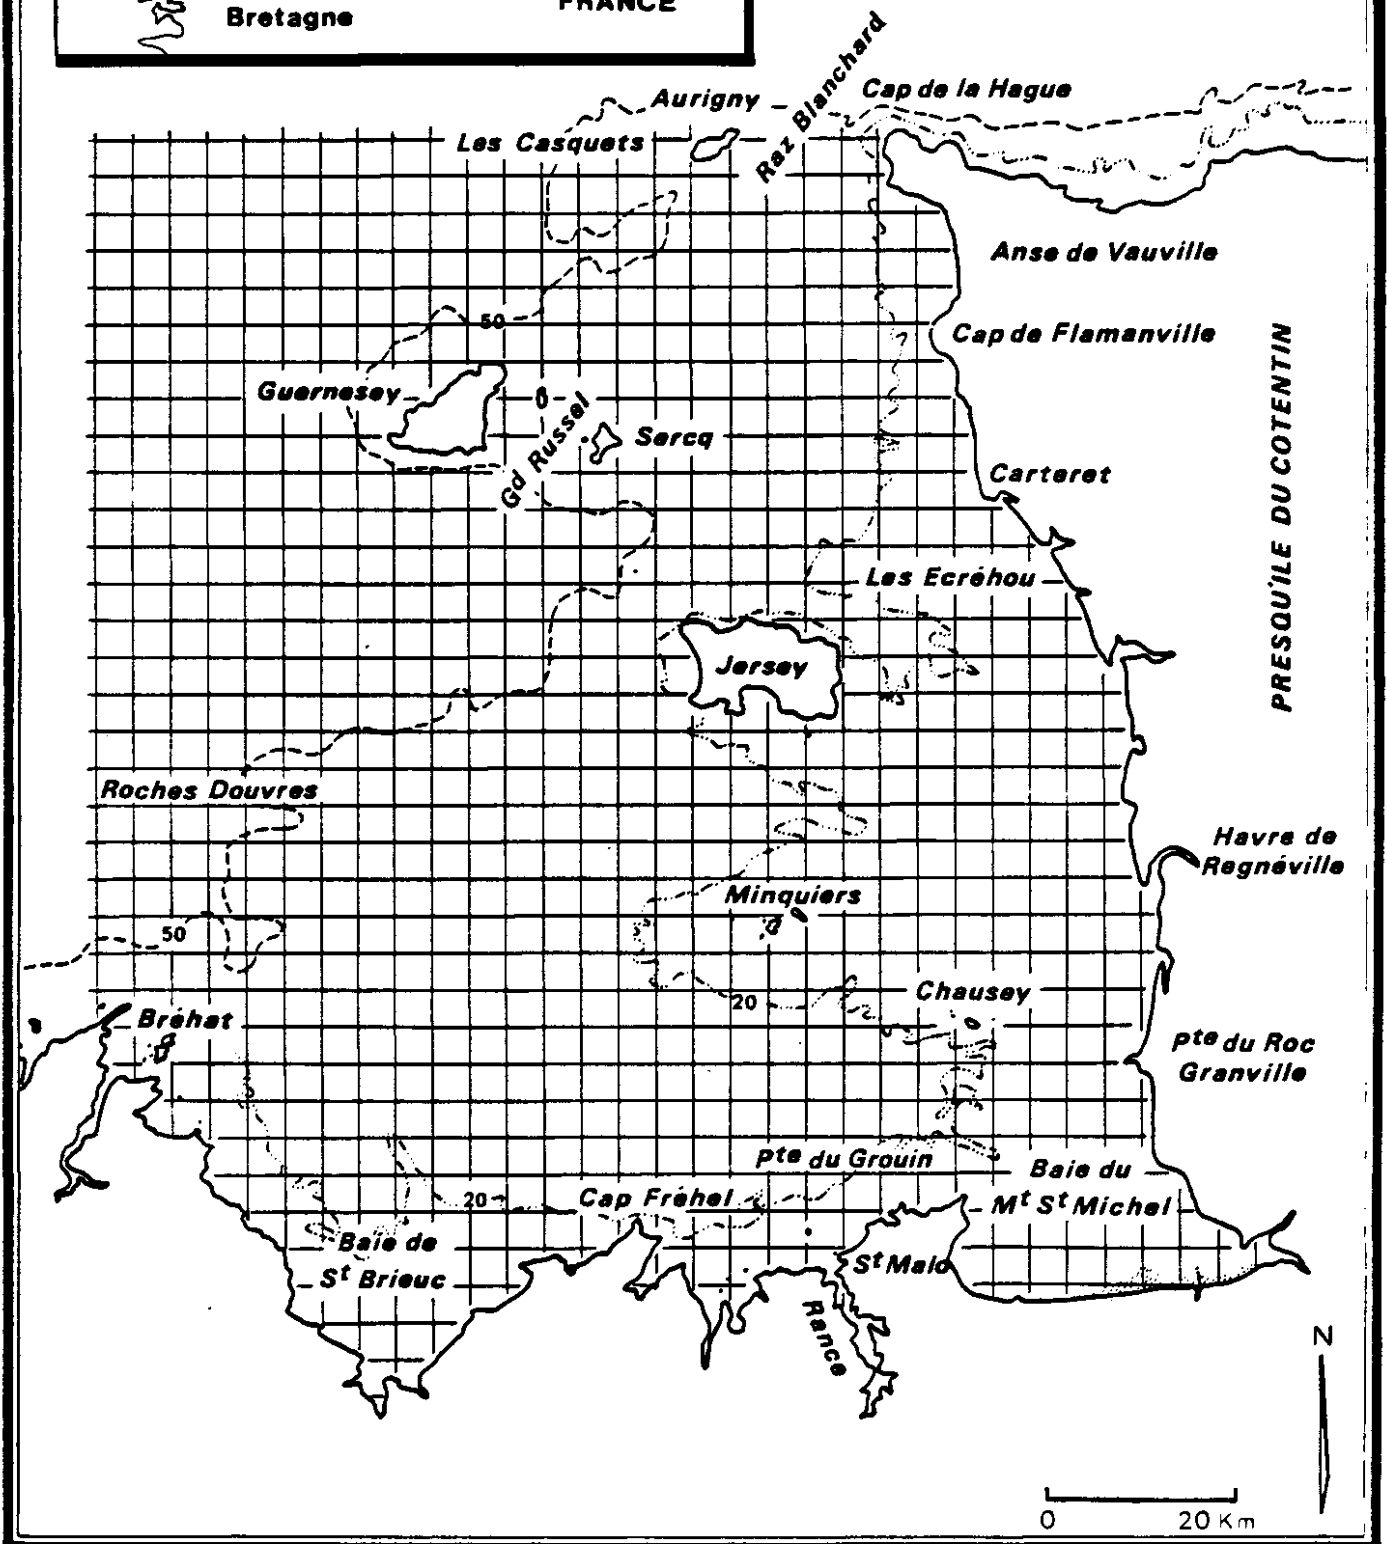 FRANCE
Bretagne
Raz Blanchard
Cap de la Hague
Aurigny
Les Casquets
Anse de Vauville
50
Cap de Flamanville
Guernesey
Gd Russel
Sercq
PRESQU'ILE DU COTENTIN
Carteret
Les Ecréhou
Jersey
Roches Douvres
Havre de
Regnéville
Minquiers
50
Chausey
20
Bréhat
Pte du Roc
Granville
Pte du Grouin
Baie du
Mt St Michel
20
Cap Fréhel
Baie de
St Brieuc
St Malo
Rance
N
0 20 Km